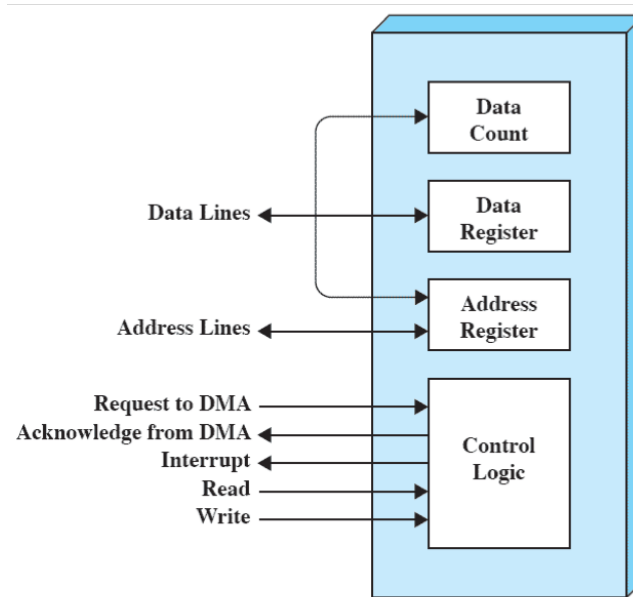 Data
Count
Data Lines
Data
Register
Address Lines
Address
Register
Request to DMA
Acknowledge from DMA
Interrupt
Read
Write
Control
Logic